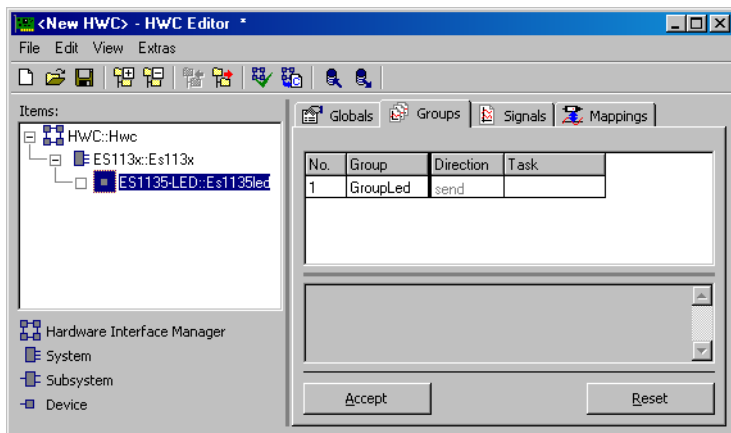 <New HWC> - HWC Editor *
File Edit View Extras
Items:
HWC::Hwc
ES113x::Es113x
ES1135-LED::Es1135led
Hardware Interface Manager
System
Subsystem
Device
Globals Groups Signals Mappings
No. Group Direction Task
1 GroupLed send
Accept Reset